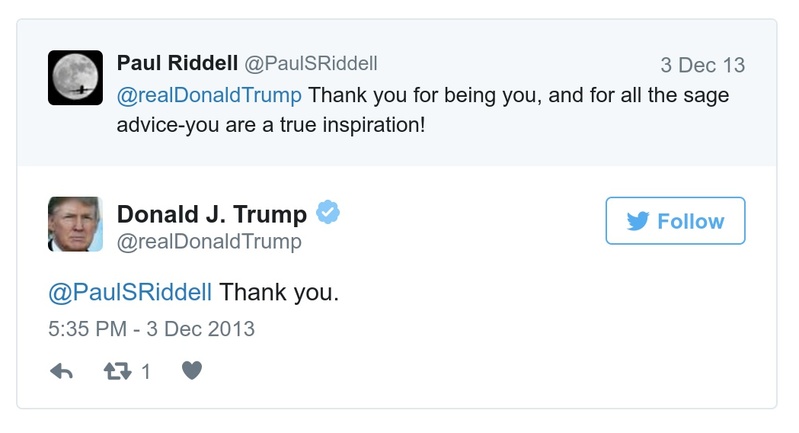 Paul Riddell @PaulSRiddell 3 Dec 13
@realDonaldTrump Thank you for being you, and for all the sage
advice-you are a true inspiration!
Donald J. Trump
Follow
@realDonaldTrump
@PaulSRiddell Thank you.
5:35 PM - 3 Dec 2013
1